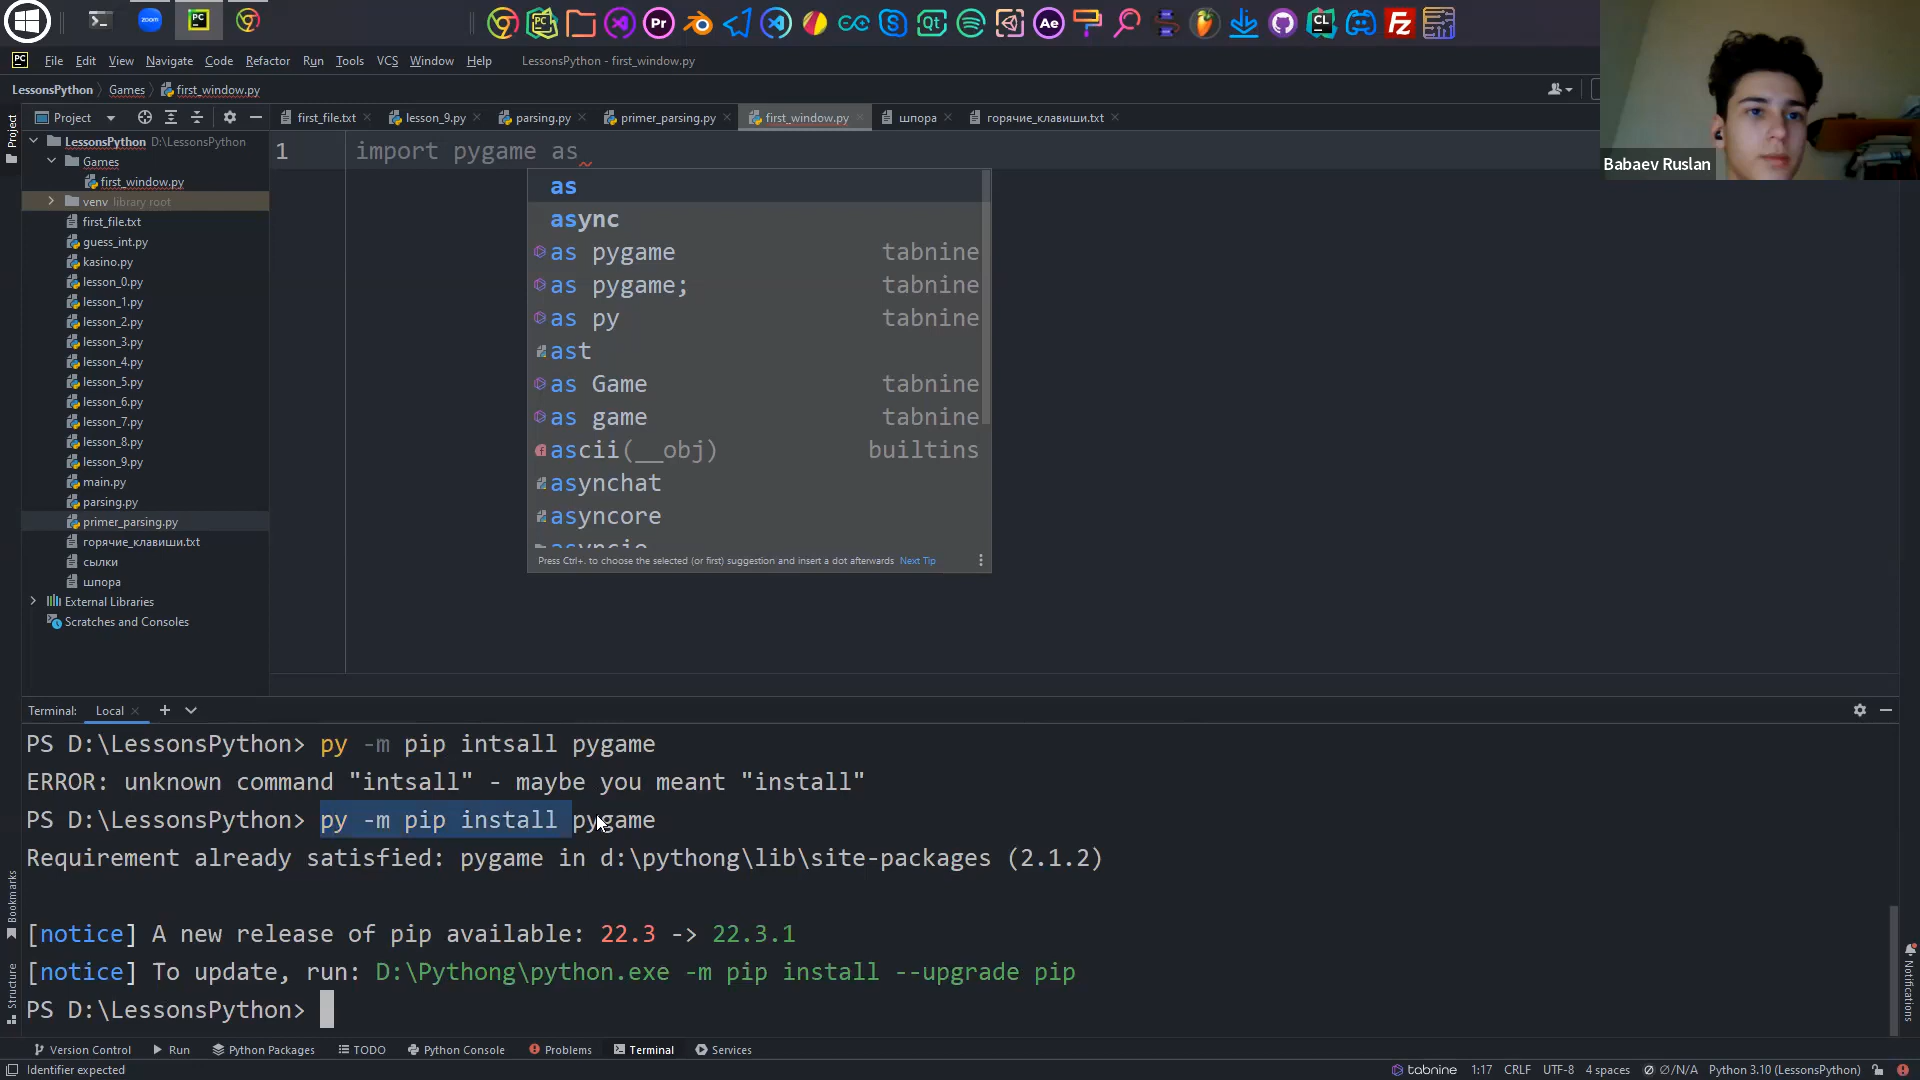 PC
zoom
PC
PC
Pr
Qt
Ae
CL
Fz
PC File Edit View Navigate Code Refactor Run Tools VCS Window Help LessonsPython - first_window.py
LessonsPython Games first_window.py
Project
first_file.txt lesson_9.py parsing.py primer_parsing.py first_window.py шпора горячие_клавиши.txt
Project
LessonsPython D:\LessonsPython
Games
first_window.py
venv library root
first_file.txt
guess_int.py
kasino.py
lesson_0.py
lesson_1.py
lesson_2.py
lesson_3.py
lesson_4.py
lesson_5.py
lesson_6.py
lesson_7.py
lesson_8.py
lesson_9.py
main.py
parsing.py
primer_parsing.py
горячие_клавиши.txt
сылки
шпора
External Libraries
Scratches and Consoles
1 import pygame as
as
async
as pygame tabnine
as pygame; tabnine
as py tabnine
ast
as Game tabnine
as game tabnine
ascii(__obj) builtins
asynchat
asyncore
asyncio
Press Ctrl+. to choose the selected (or first) suggestion and insert a dot afterwards Next Tip
Babaev Ruslan
Terminal: Local
PS D:\LessonsPython> py -m pip intsall pygame
ERROR: unknown command "intsall" - maybe you meant "install"
PS D:\LessonsPython> py -m pip install pygame
Requirement already satisfied: pygame in d:\pythong\lib\site-packages (2.1.2)
[notice] A new release of pip available: 22.3 -> 22.3.1
[notice] To update, run: D:\Pythong\python.exe -m pip install --upgrade pip
PS D:\LessonsPython>
Bookmarks
Structure
Notifications
Version Control Run Python Packages TODO Python Console Problems Terminal Services
Identifier expected tabnine 1:17 CRLF UTF-8 4 spaces ∅/N/A Python 3.10 (LessonsPython)